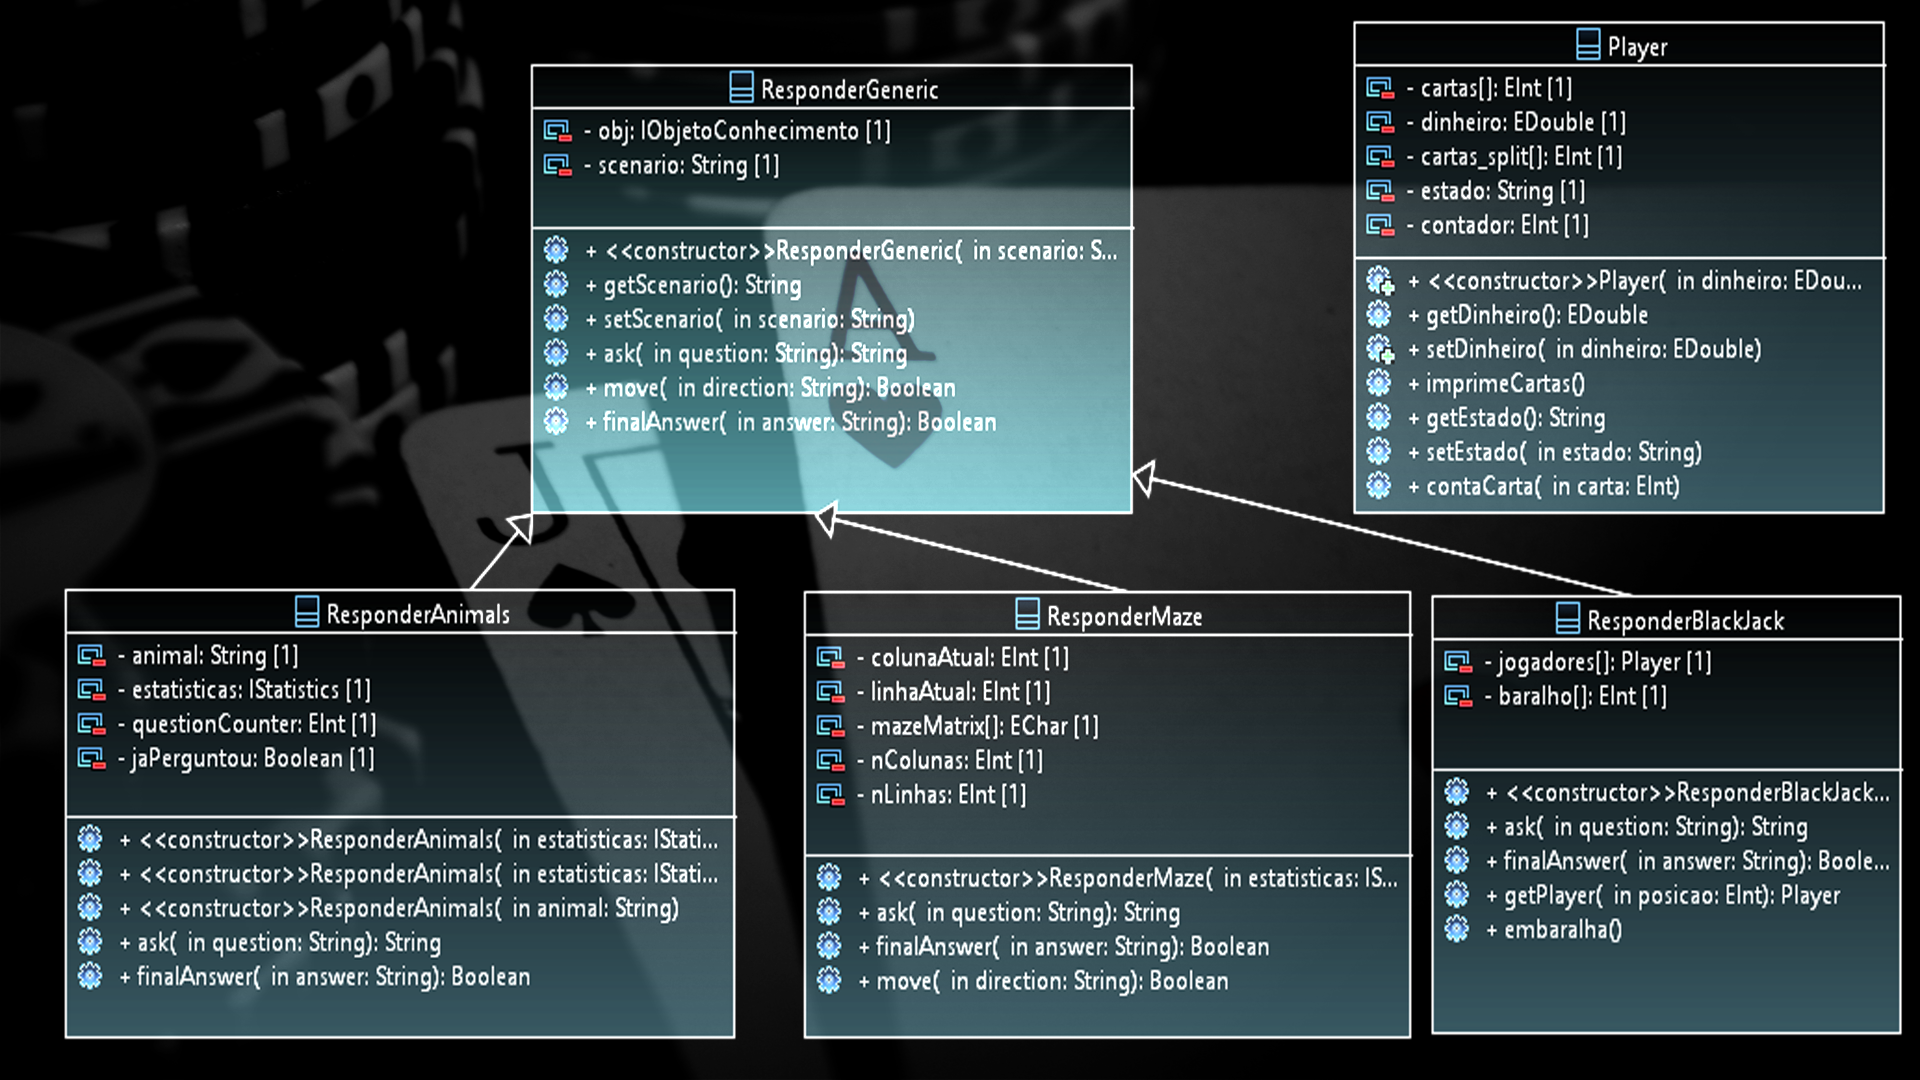 ResponderGeneric
- obj: IObjetoConhecimento [1]
- scenario: String [1]
+ <<constructor>>ResponderGeneric( in scenario: S...
+ getScenario(): String
+ setScenario( in scenario: String)
+ ask( in question: String): String
+ move( in direction: String): Boolean
+ finalAnswer( in answer: String): Boolean
Player
- cartas[]: EInt [1]
- dinheiro: EDouble [1]
- cartas_split[]: EInt [1]
- estado: String [1]
- contador: EInt [1]
+ <<constructor>>Player( in dinheiro: EDou...
+ getDinheiro(): EDouble
+ setDinheiro( in dinheiro: EDouble)
+ imprimeCartas()
+ getEstado(): String
+ setEstado( in estado: String)
+ contaCarta( in carta: EInt)
A
J
ResponderAnimals
- animal: String [1]
- estatisticas: IStatistics [1]
- questionCounter: EInt [1]
- jaPerguntou: Boolean [1]
+ <<constructor>>ResponderAnimals( in estatisticas: IStati...
+ <<constructor>>ResponderAnimals( in estatisticas: IStati...
+ <<constructor>>ResponderAnimals( in animal: String)
+ ask( in question: String): String
+ finalAnswer( in answer: String): Boolean
ResponderMaze
- colunaAtual: EInt [1]
- linhaAtual: EInt [1]
- mazeMatrix[]: EChar [1]
- nColunas: EInt [1]
- nLinhas: EInt [1]
+ <<constructor>>ResponderMaze( in estatisticas: IS...
+ ask( in question: String): String
+ finalAnswer( in answer: String): Boolean
+ move( in direction: String): Boolean
ResponderBlackJack
- jogadores[]: Player [1]
- baralho[]: EInt [1]
+ <<constructor>>ResponderBlackJack...
+ ask( in question: String): String
+ finalAnswer( in answer: String): Boole...
+ getPlayer( in posicao: EInt): Player
+ embaralha()